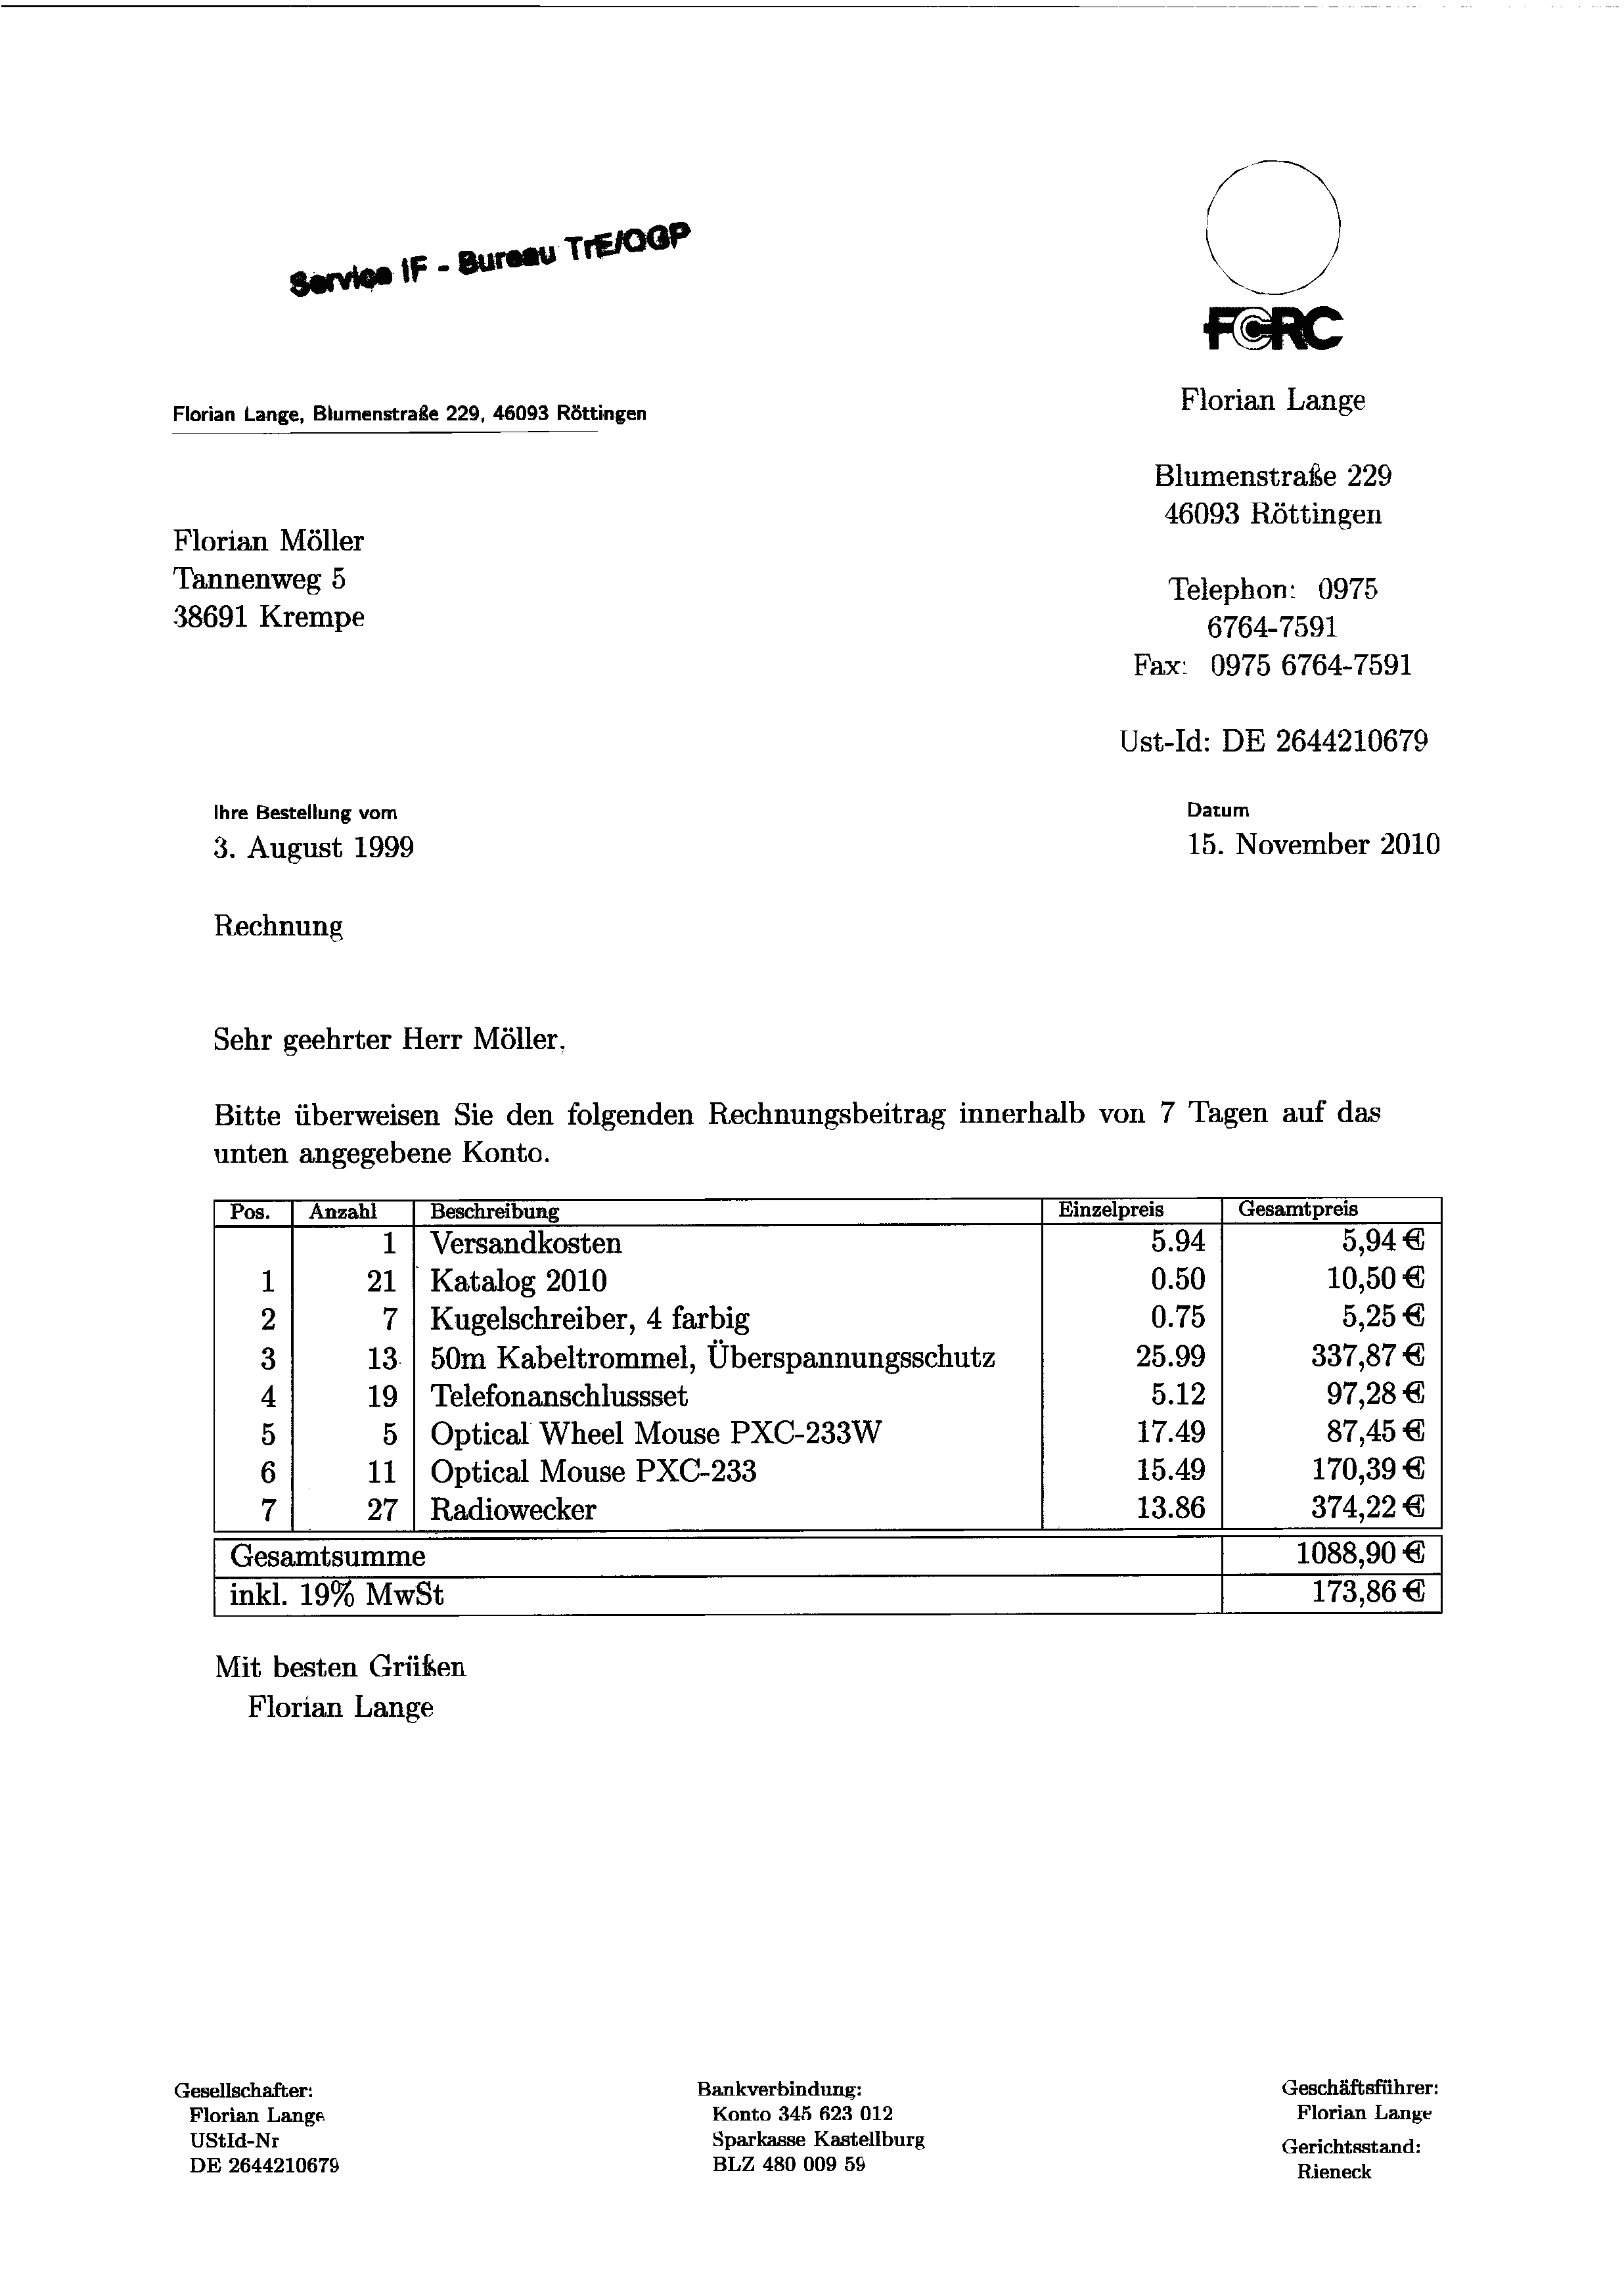 Service IF - Bureau TrE/OGP
FCRC
Florian Lange
Florian Lange, Blumenstraße 229, 46093 Röttingen
Blumenstraße 229
46093 Röttingen
Florian Möller
Tannenweg 5
38691 Krempe
Telephon: 0975
6764-7591
Fax: 0975 6764-7591
Ust-Id: DE 2644210679
Ihre Bestellung vom Datum
3. August 1999 15. November 2010
Rechnung
Sehr geehrter Herr Möller,
Bitte überweisen Sie den folgenden Rechnungsbeitrag innerhalb von 7 Tagen auf das
unten angegebene Konto.
Pos. Anzahl Beschreibung Einzelpreis Gesamtpreis
1 Versandkosten 5.94 5,94 €
1 21 Katalog 2010 0.50 10,50 €
2 7 Kugelschreiber, 4 farbig 0.75 5,25 €
3 13 50m Kabeltrommel, Überspannungsschutz 25.99 337,87 €
4 19 Telefonanschlussset 5.12 97,28 €
5 5 Optical Wheel Mouse PXC-233W 17.49 87,45 €
6 11 Optical Mouse PXC-233 15.49 170,39 €
7 27 Radiowecker 13.86 374,22 €
Gesamtsumme 1088,90 €
inkl. 19% MwSt 173,86 €
Mit besten Grüßen
Florian Lange
Gesellschafter:
Florian Lange
UStId-Nr
DE 2644210679
Bankverbindung:
Konto 345 623 012
Sparkasse Kastellburg
BLZ 480 009 59
Geschäftsführer:
Florian Lange
Gerichtsstand:
Rieneck